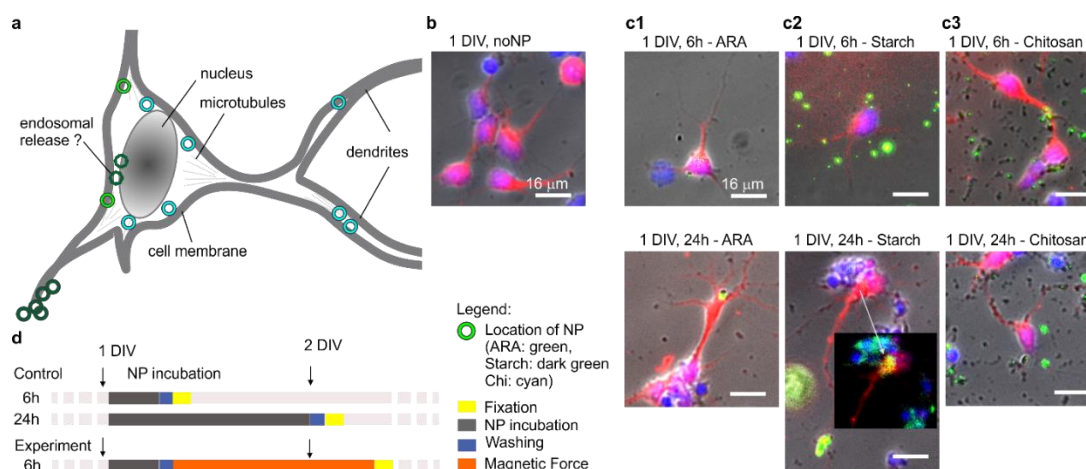 a
nucleus
microtubules
endosomal
release ?
dendrites
cell membrane
b
1 DIV, noNP
16 μm
c1
1 DIV, 6h - ARA
16 μm
c2
1 DIV, 6h - Starch
c3
1 DIV, 6h - Chitosan
1 DIV, 24h - ARA
1 DIV, 24h - Starch
1 DIV, 24h - Chitosan
Legend:
Location of NP
(ARA: green,
Starch: dark green
Chi: cyan)
Fixation
NP incubation
Washing
Magnetic Force
d
1 DIV
2 DIV
Control
NP incubation
6h
24h
Experiment
6h